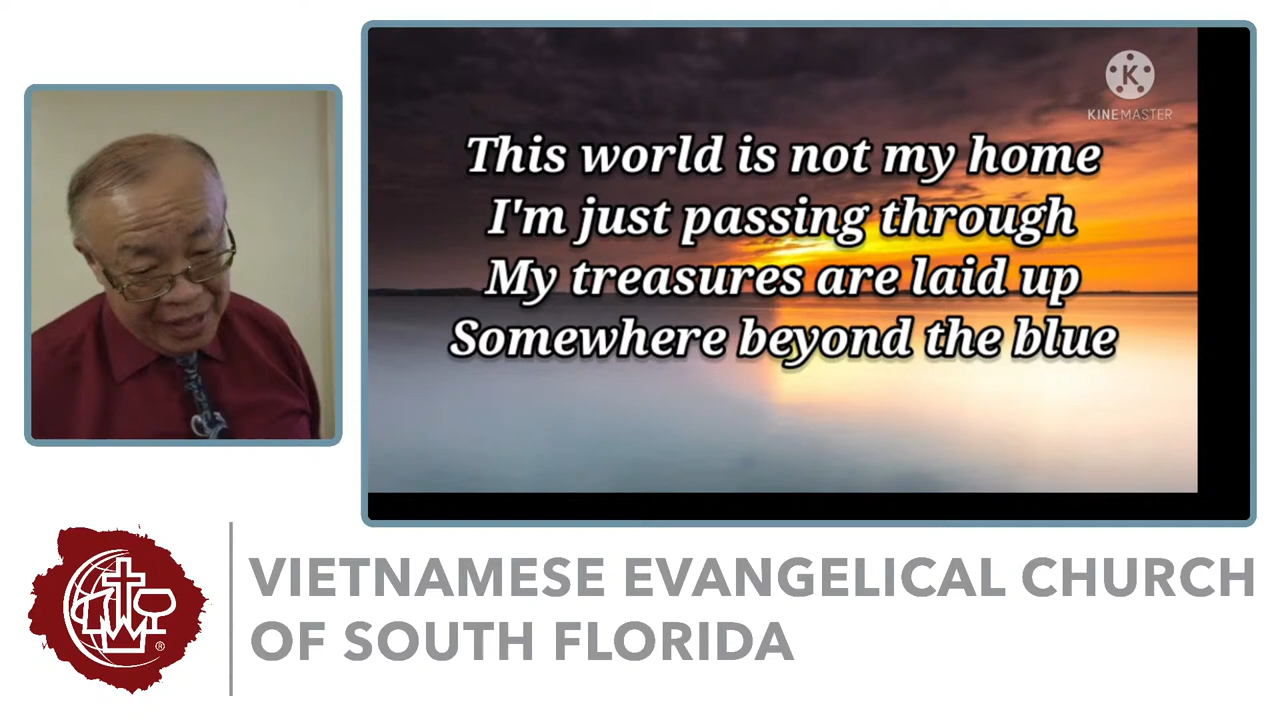 K
KINEMASTER
This world is not my home
I'm just passing through
My treasures are laid up
Somewhere beyond the blue
®
VIETNAMESE EVANGELICAL CHURCH
OF SOUTH FLORIDA